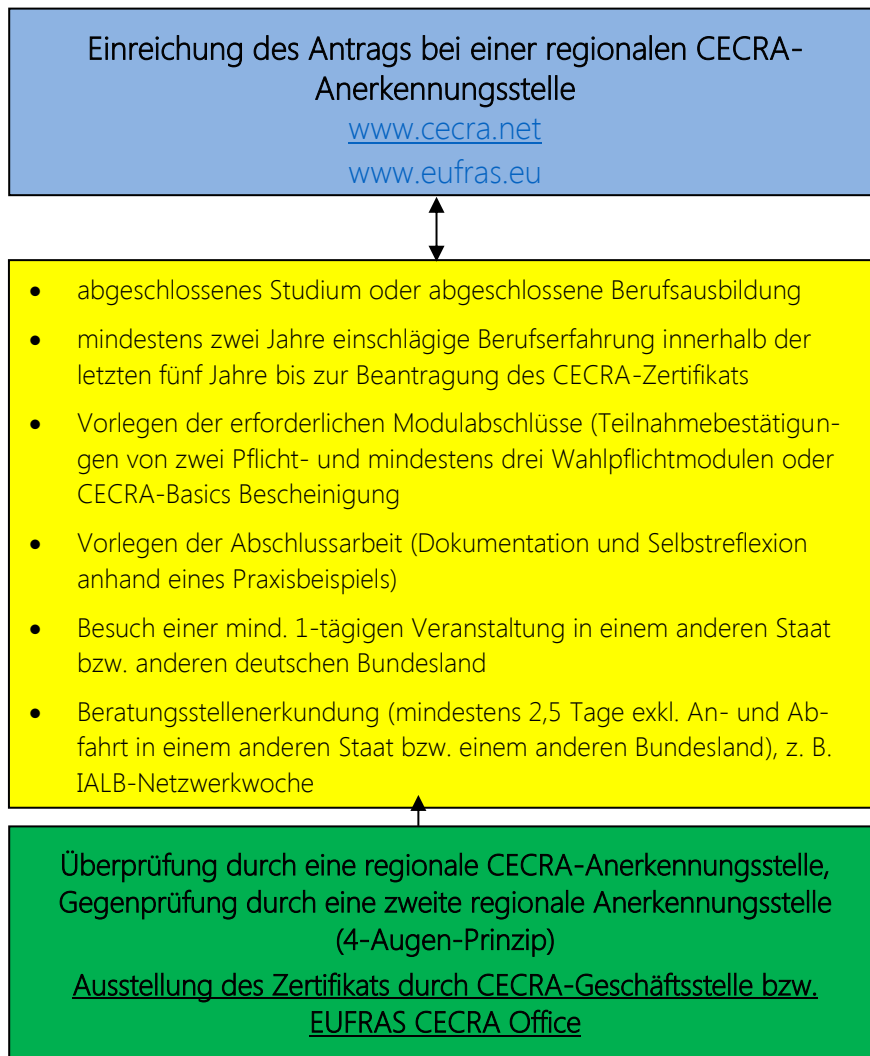 Einreichung des Antrags bei einer regionalen CECRA-
Anerkennungsstelle
www.cecra.net
www.eufras.eu
• abgeschlossenes Studium oder abgeschlossene Berufsausbildung
• mindestens zwei Jahre einschlägige Berufserfahrung innerhalb der
letzten fünf Jahre bis zur Beantragung des CECRA-Zertifikats
• Vorlegen der erforderlichen Modulabschlüsse (Teilnahmebestätigun-
gen von zwei Pflicht- und mindestens drei Wahlpflichtmodulen oder
CECRA-Basics Bescheinigung
• Vorlegen der Abschlussarbeit (Dokumentation und Selbstreflexion
anhand eines Praxisbeispiels)
• Besuch einer mind. 1-tägigen Veranstaltung in einem anderen Staat
bzw. anderen deutschen Bundesland
• Beratungsstellenerkundung (mindestens 2,5 Tage exkl. An- und Ab-
fahrt in einem anderen Staat bzw. einem anderen Bundesland), z. B.
IALB-Netzwerkwoche
Überprüfung durch eine regionale CECRA-Anerkennungsstelle,
Gegenprüfung durch eine zweite regionale Anerkennungsstelle
(4-Augen-Prinzip)
Ausstellung des Zertifikats durch CECRA-Geschäftsstelle bzw.
EUFRAS CECRA Office